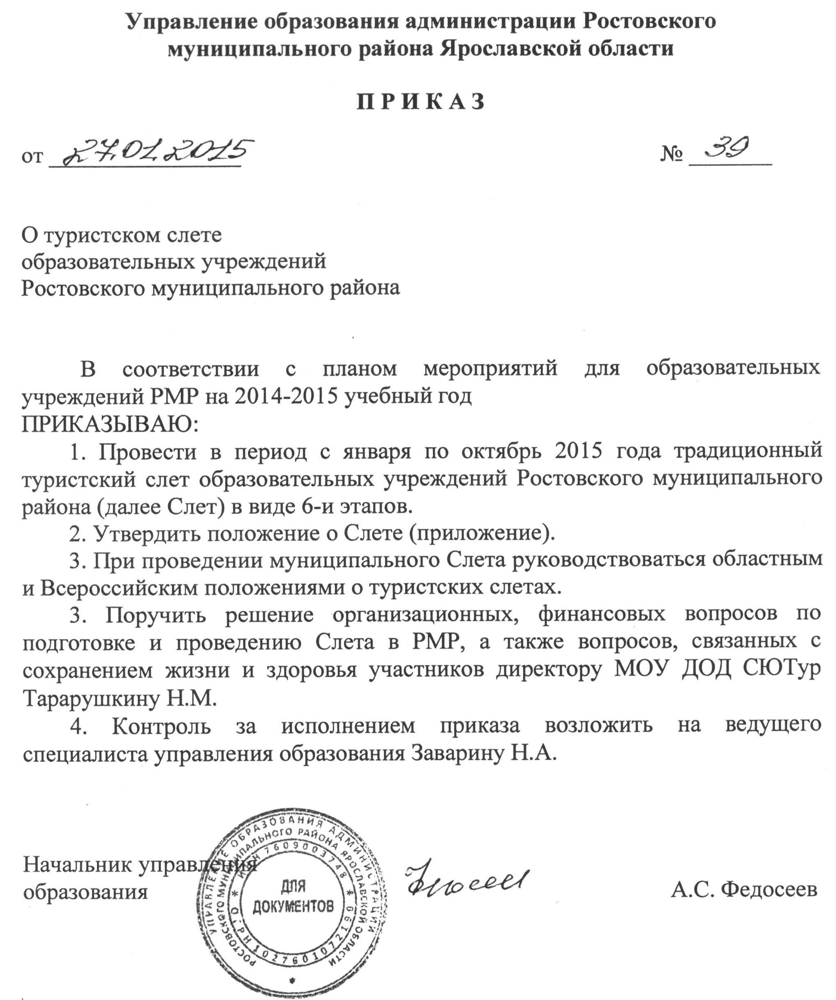 Управление образования администрации Ростовского
муниципального района Ярославской области
П Р И К А З
от 27.01.2015
№ 39
О туристском слете
образовательных учреждений
Ростовского муниципального района
В соответствии с планом мероприятий для образовательных
учреждений РМР на 2014-2015 учебный год
ПРИКАЗЫВАЮ:
1. Провести в период с января по октябрь 2015 года традиционный
туристский слет образовательных учреждений Ростовского муниципального
района (далее Слет) в виде 6-и этапов.
2. Утвердить положение о Слете (приложение).
3. При проведении муниципального Слета руководствоваться областным
и Всероссийским положениями о туристских слетах.
3. Поручить решение организационных, финансовых вопросов по
подготовке и проведению Слета в РМР, а также вопросов, связанных с
сохранением жизни и здоровья участников директору МОУ ДОД СЮТур
Тарарушкину Н.М.
4. Контроль за исполнением приказа возложить на ведущего
специалиста управления образования Заварину Н.А.
Начальник управления
образования
А.С. Федосеев
УПРАВЛЕНИЕ ОБРАЗОВАНИЯ АДМИНИСТРАЦИИ
РОСТОВСКОГО МУНИЦИПАЛЬНОГО РАЙОНА ЯРОСЛАВСКОЙ ОБЛАСТИ
* ИНН 7609003748 * ОГРН 1027601072190
ДЛЯ
ДОКУМЕНТОВ